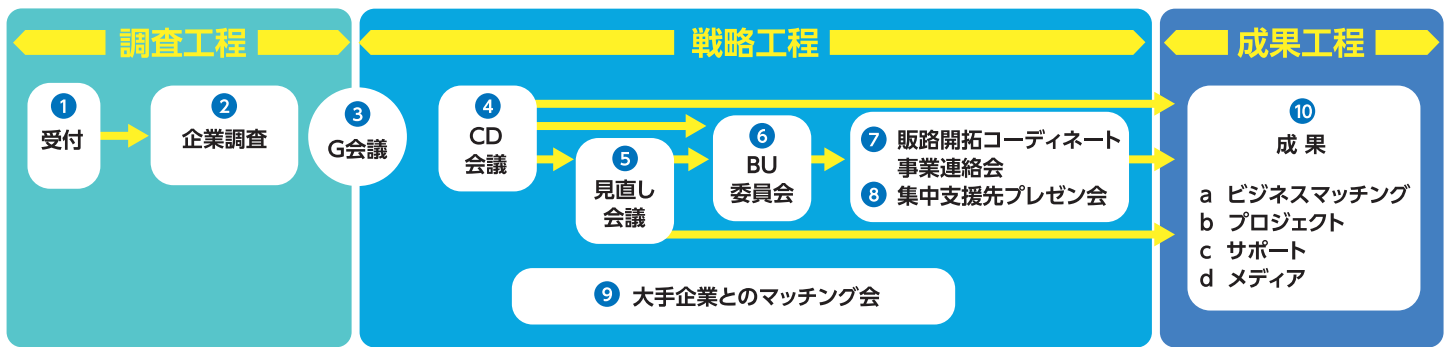 調査工程
戦略工程
成果工程
1
受付
2
企業調査
3
G会議
4
CD
会議
5
見直し
会議
6
BU
委員会
7 販路開拓コーディネート
事業連絡会
8 集中支援先プレゼン会
9 大手企業とのマッチング会
10
成果
a ビジネスマッチング
b プロジェクト
c サポート
d メディア